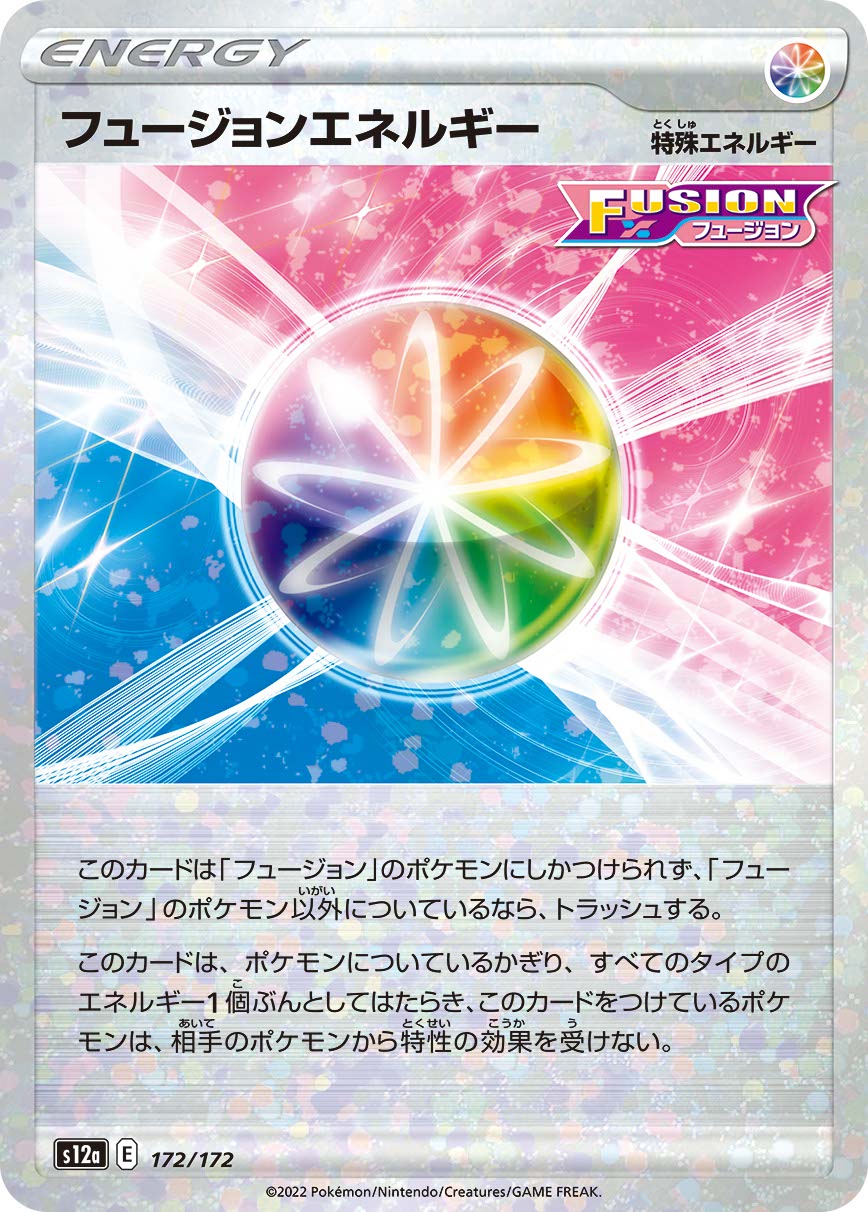 ENERGY
フュージョンエネルギー
とくしゅ
特殊エネルギー
FUSION
フュージョン
このカードは「フュージョン」のポケモンにしかつけられず、「フュー
ジョン」のポケモン以外についているなら、トラッシュする。
いがい
このカードは、ポケモンについているかぎり、すべてのタイプの
エネルギー1個ぶんとしてはたらき、このカードをつけているポケ
こ
モンは、相手のポケモンから特性の効果を受けない。
あいて とくせい こうか う
s12a E 172/172
©2022 Pokémon/Nintendo/Creatures/GAME FREAK.